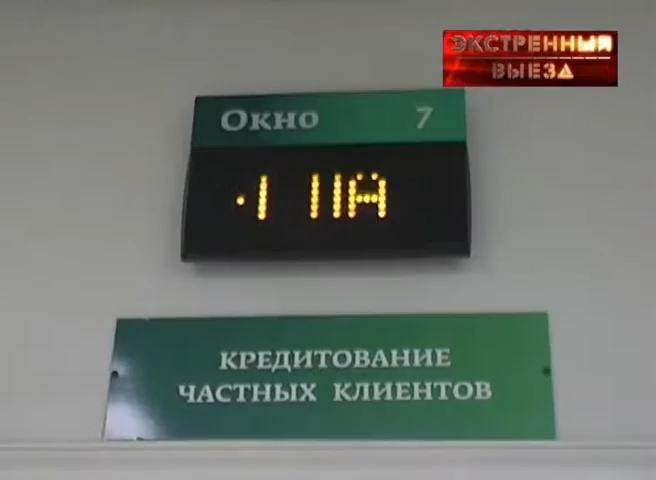 ЭКСТРЕННЫЙ
ВЫЕЗД
Окно 7
КРЕДИТОВАНИЕ
ЧАСТНЫХ КЛИЕНТОВ